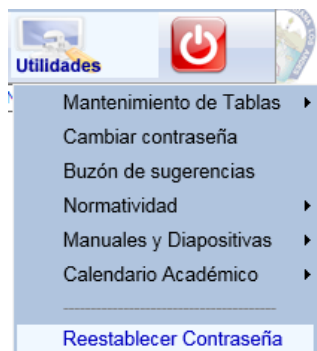 Utilidades
Mantenimiento de Tablas
Cambiar contraseña
Buzón de sugerencias
Normatividad
Manuales y Diapositivas
Calendario Académico
Reestablecer Contraseña